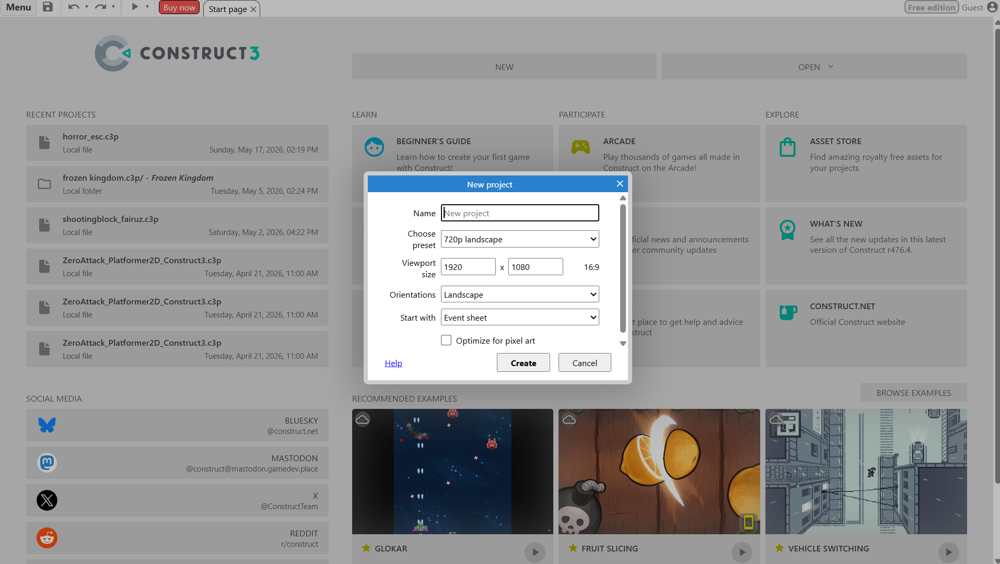 Menu
Buy now
Start page
Free edition
Guest
CONSTRUCT 3
NEW
OPEN
RECENT PROJECTS
horror_esc.c3p
Local file
Sunday, May 17, 2026, 02:19 PM
frozen kingdom.c3p/ - Frozen Kingdom
Local folder
Tuesday, May 5, 2026, 02:24 PM
shootingblock_fairuz.c3p
Local file
Saturday, May 2, 2026, 04:22 PM
ZeroAttack_Platformer2D_Construct3.c3p
Local file
Tuesday, April 21, 2026, 11:00 AM
ZeroAttack_Platformer2D_Construct3.c3p
Local file
Tuesday, April 21, 2026, 11:00 AM
ZeroAttack_Platformer2D_Construct3.c3p
Local file
Tuesday, April 21, 2026, 11:00 AM
LEARN
BEGINNER'S GUIDE
Learn how to create your first game
with Construct!
PARTICIPATE
ARCADE
Play thousands of games all made in
Construct on the Arcade!
ficial news and announcements
er community updates
t place to get help and advice
struct
EXPLORE
ASSET STORE
Find amazing royalty free assets for
your projects
WHAT'S NEW
See all the new updates in this latest
version of Construct r476.4.
CONSTRUCT.NET
Official Construct website
New project
Name
New project
Choose
preset
720p landscape
Viewport
size
1920 x 1080 16:9
Orientations
Landscape
Start with
Event sheet
Optimize for pixel art
Help
Create
Cancel
SOCIAL MEDIA
BLUESKY
@construct.net
MASTODON
@construct@mastodon.gamedev.place
X
@ConstructTeam
REDDIT
r/construct
RECOMMENDED EXAMPLES
BROWSE EXAMPLES
GLOKAR
FRUIT SLICING
VEHICLE SWITCHING